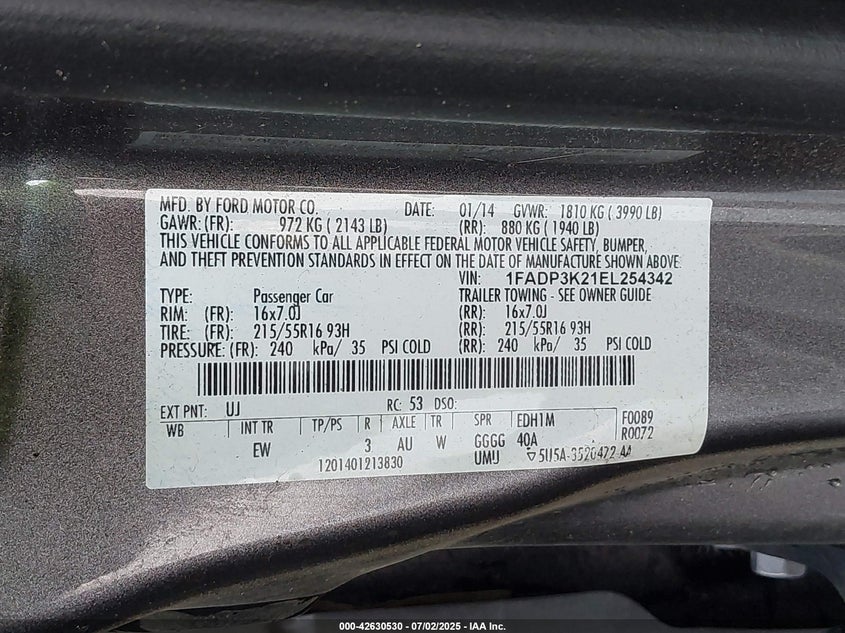 MFD. BY FORD MOTOR CO. DATE: 01/14 GVWR: 1810 KG ( 3990 LB)
GAWR: (FR): 972 KG ( 2143 LB) (RR): 880 KG ( 1940 LB)
THIS VEHICLE CONFORMS TO ALL APPLICABLE FEDERAL MOTOR VEHICLE SAFETY, BUMPER,
AND THEFT PREVENTION STANDARDS IN EFFECT ON THE DATE OF MANUFACTURE SHOWN ABOVE.
VIN: 1FADP3K21EL254342
TYPE: Passenger Car TRAILER TOWING - SEE OWNER GUIDE
RIM: (FR): 16x7.0J (RR): 16x7.0J
TIRE: (FR): 215/55R16 93H (RR): 215/55R16 93H
PRESSURE: (FR): 240 kPa/ 35 PSI COLD (RR): 240 kPa/ 35 PSI COLD
EXT PNT: UJ RC: 53 DSO:
WB INT TR TP/PS R AXLE TR SPR EDH1M F0089
EW 3 AU W GGGG 40A R0072
1201401213830 UMIJ 5U5A-3520472 AA
000-42630530 - 07/02/2025 - IAA Inc.